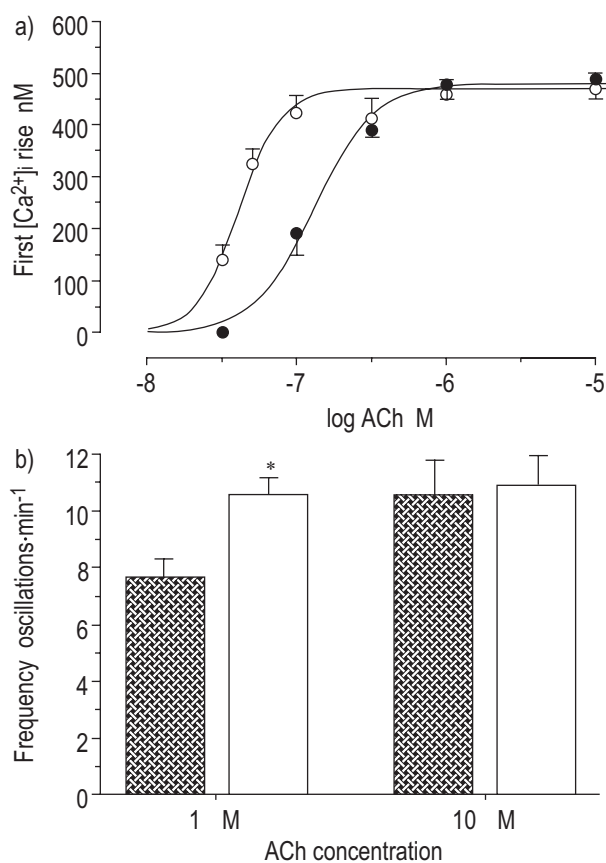 a)
600
500
400
300
200
100
0
First [Ca²⁺]i rise nM
-8 -7 -6 -5
log ACh M
b)
12
10
8
6
4
2
0
Frequency oscillations·min⁻¹
*
1 M 10 M
ACh concentration